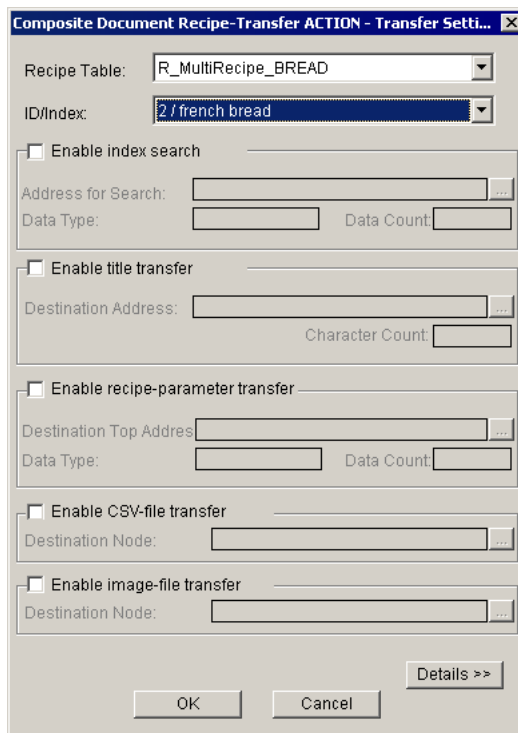 Composite Document Recipe-Transfer ACTION - Transfer Setti...
Recipe Table: R_MultiRecipe_BREAD
ID/Index: 2 / french bread
Enable index search
Address for Search: ...
Data Type: Data Count:
Enable title transfer
Destination Address: ...
Character Count:
Enable recipe-parameter transfer
Destination Top Addres ...
Data Type: Data Count:
Enable CSV-file transfer
Destination Node: ...
Enable image-file transfer
Destination Node: ...
Details >>
OK Cancel